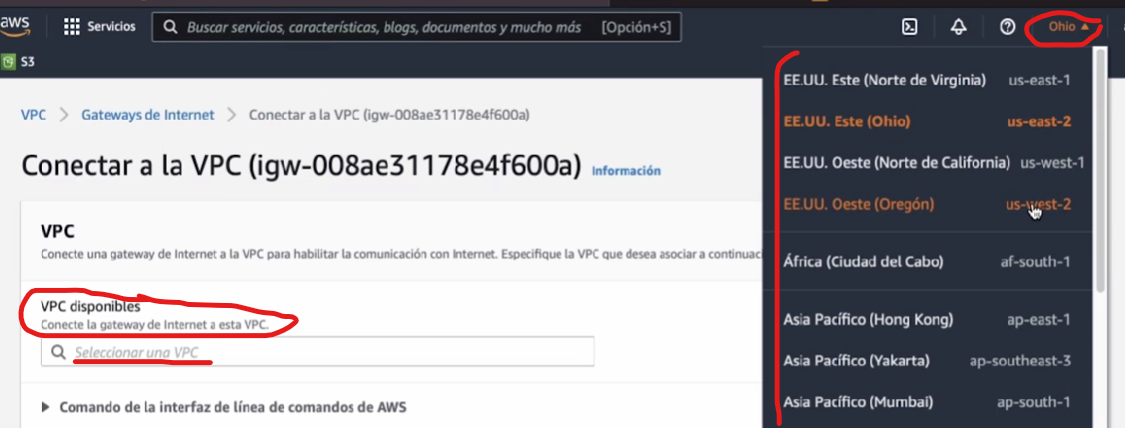 aws
Servicios
Buscar servicios, características, blogs, documentos y mucho más [Opción+S]
Ohio
S3
VPC > Gateways de Internet > Conectar a la VPC (igw-008ae31178e4f600a)
Conectar a la VPC (igw-008ae31178e4f600a) Información
VPC
Conecte una gateway de Internet a la VPC para habilitar la comunicación con Internet. Especifique la VPC que desea asociar a
VPC disponibles
Conecte la gateway de Internet a esta VPC.
Seleccionar una VPC
Comando de la interfaz de línea de comandos de AWS
EE.UU. Este (Norte de Virginia) us-east-1
EE.UU. Este (Ohio) us-east-2
EE.UU. Oeste (Norte de California) us-west-1
EE.UU. Oeste (Oregón) us-west-2
África (Ciudad del Cabo) af-south-1
Asia Pacífico (Hong Kong) ap-east-1
Asia Pacífico (Yakarta) ap-southeast-3
Asia Pacífico (Mumbai) ap-south-1